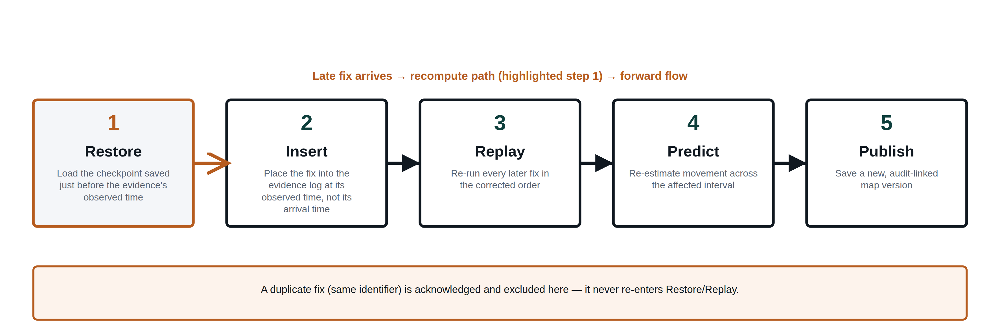 Late fix arrives → recompute path (highlighted step 1) → forward flow
1
Restore
Load the checkpoint saved
just before the evidence's
observed time
2
Insert
Place the fix into the
evidence log at its
observed time, not its
arrival time
3
Replay
Re-run every later fix in
the corrected order
4
Predict
Re-estimate movement across
the affected interval
5
Publish
Save a new, audit-linked
map version
A duplicate fix (same identifier) is acknowledged and excluded here — it never re-enters Restore/Replay.